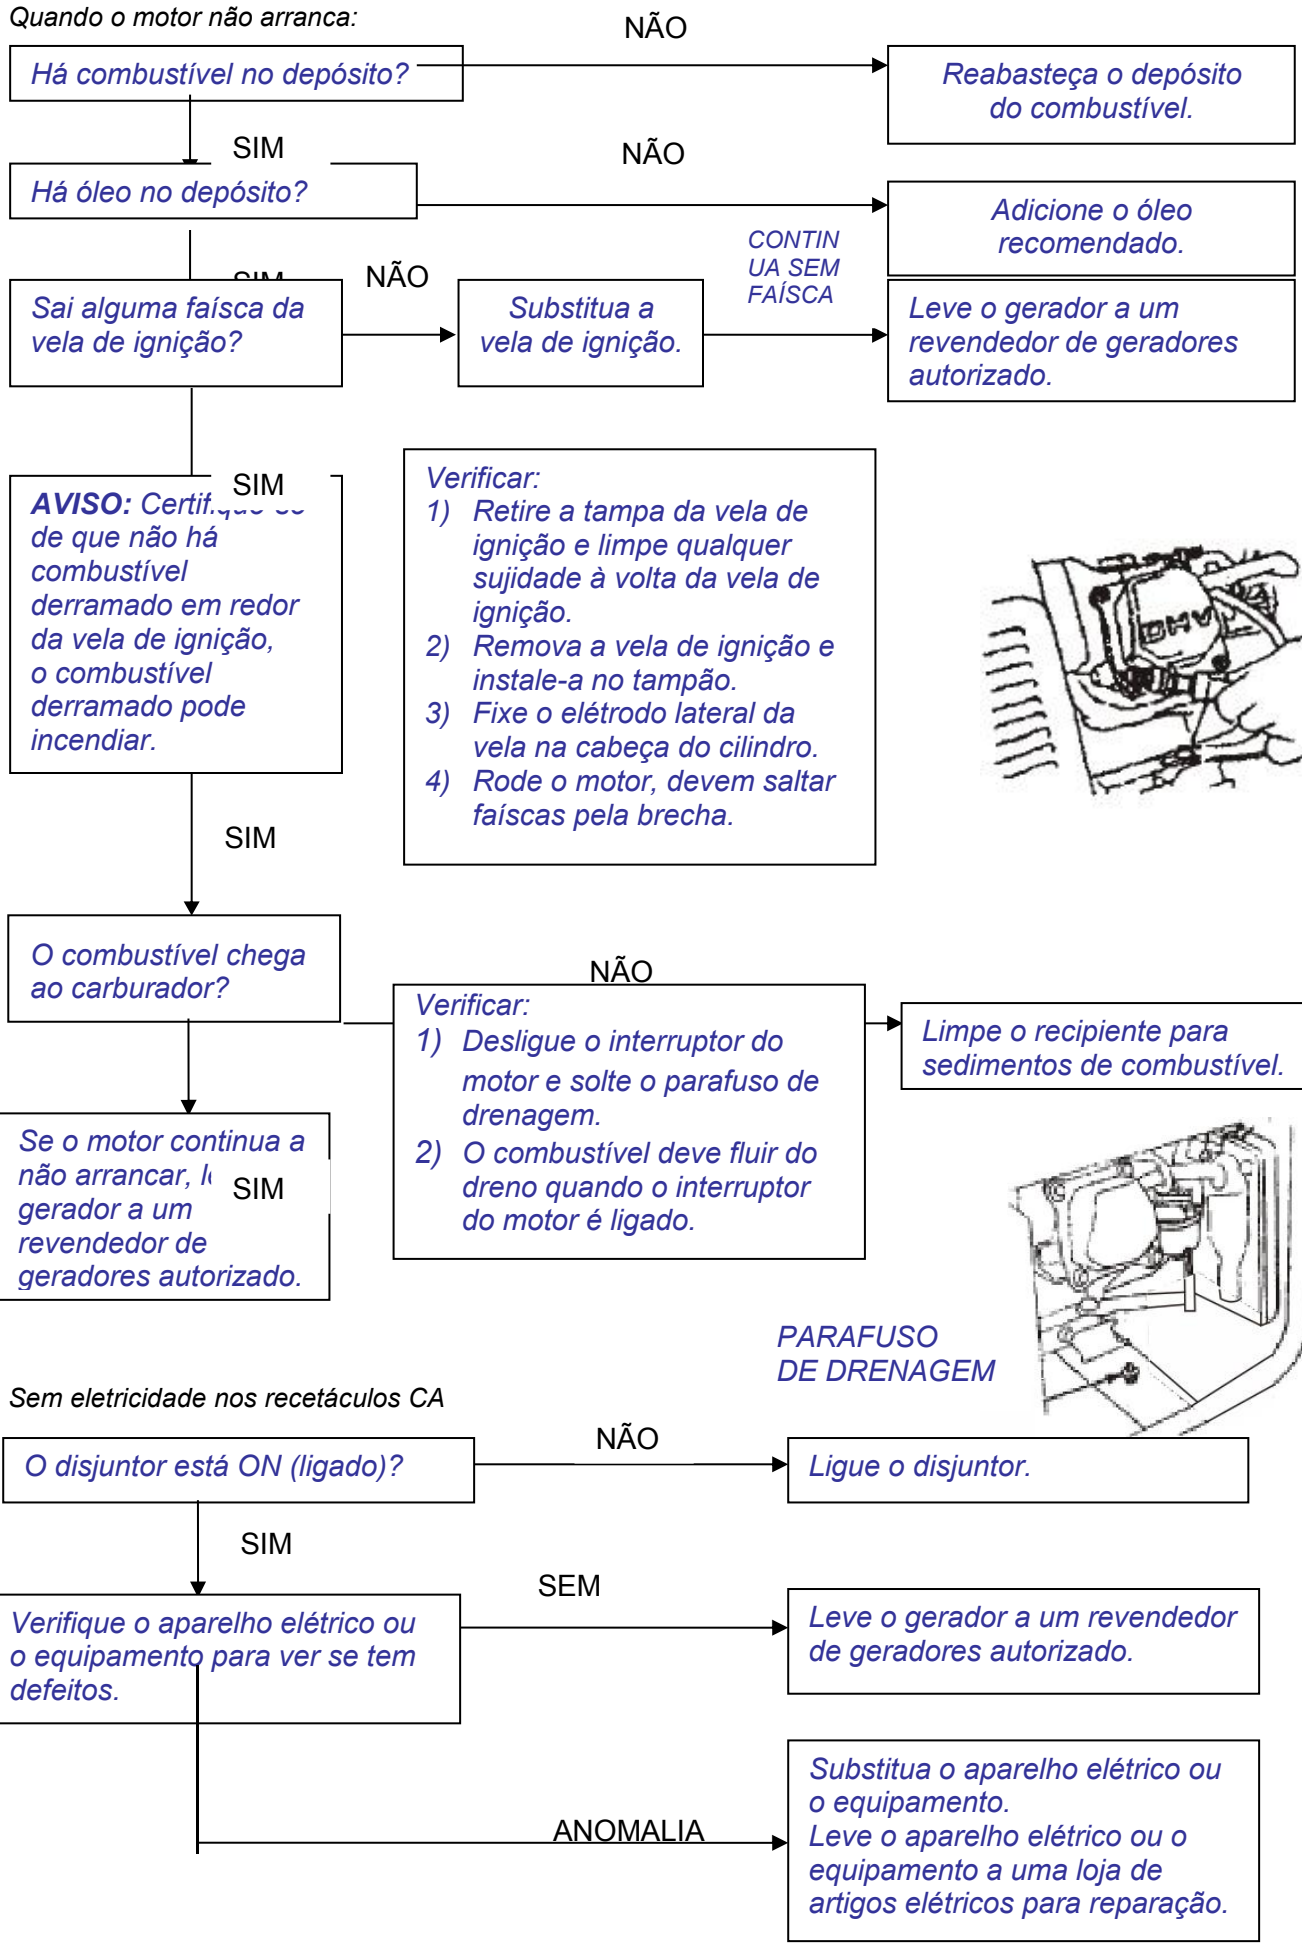 Quando o motor não arranca:
NÃO
Há combustível no depósito?
Reabasteça o depósito
do combustível.
SIM
NÃO
Há óleo no depósito?
Adicione o óleo
recomendado.
CONTIN
UA SEM
FAÍSCA
SIM
NÃO
Sai alguma faísca da
vela de ignição?
Substitua a
vela de ignição.
Leve o gerador a um
revendedor de geradores
autorizado.
SIM
AVISO:
de que não há
combustível
derramado em redor
da vela de ignição,
o combustível
derramado pode
incendiar.
Verificar:
1) Retire a tampa da vela de
ignição e limpe qualquer
sujidade à volta da vela de
ignição.
2) Remova a vela de ignição e
instale-a no tampão.
3) Fixe o elétrodo lateral da
vela na cabeça do cilindro.
4) Rode o motor, devem saltar
faíscas pela brecha.
OHV
SIM
O combustível chega
ao carburador?
NÃO
Verificar:
1) Desligue o interruptor do
motor e solte o parafuso de
drenagem.
2) O combustível deve fluir do
dreno quando o interruptor
do motor é ligado.
Limpe o recipiente para
sedimentos de combustível.
Se o motor continua a
não arrancar,
SIM
gerador a um
revendedor de
geradores autorizado.
PARAFUSO
DE DRENAGEM
Sem eletricidade nos recetáculos CA
NÃO
O disjuntor está ON (ligado)?
Ligue o disjuntor.
SIM
SEM
Verifique o aparelho elétrico ou
o equipamento para ver se tem
defeitos.
Leve o gerador a um revendedor
de geradores autorizado.
ANOMALIA
Substitua o aparelho elétrico ou
o equipamento.
Leve o aparelho elétrico ou o
equipamento a uma loja de
artigos elétricos para reparação.